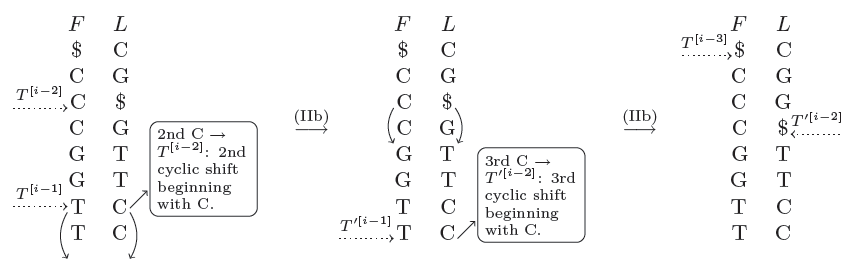 F L
$ C
C G
T^{[i−2]} C $
C G
G T
G T
T^{[i−1]} T C
T C
2nd C →
T^{[i−2]}: 2nd
cyclic shift
beginning
with C.
(IIb)
⟶
F L
$ C
C G
C $
C G
G T
G T
T C
T'^{[i−1]} T C
3rd C →
T'^{[i−2]}: 3rd
cyclic shift
beginning
with C.
(IIb)
⟶
F L
T^{[i−3]} $ C
C G
C G
C $ T'^{[i−2]}
G T
G T
T C
T C